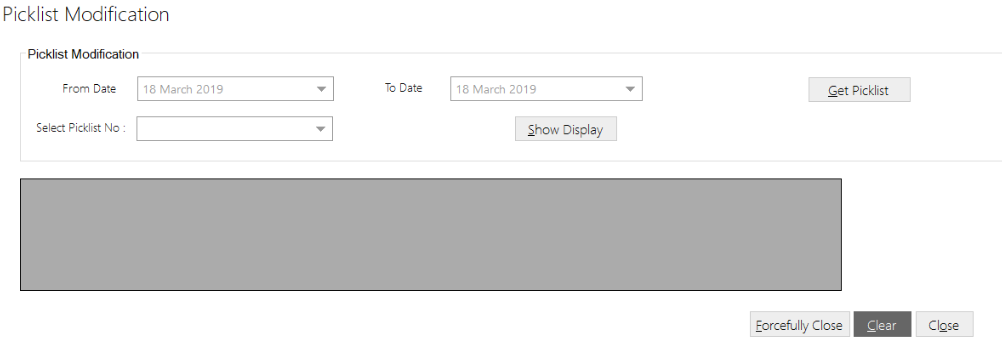 Picklist Modification
Picklist Modification
From Date 18 March 2019 To Date 18 March 2019 Get Picklist
Select Picklist No : Show Display
Forcefully Close Clear Close